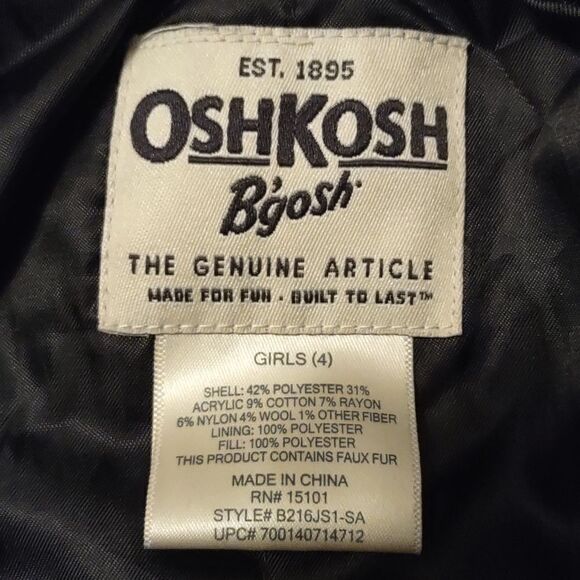 EST. 1895
OSHKOSH
B'gosh
THE GENUINE ARTICLE
MADE FOR FUN · BUILT TO LAST™
GIRLS (4)
SHELL: 42% POLYESTER 31%
ACRYLIC 9% COTTON 7% RAYON
6% NYLON 4% WOOL 1% OTHER FIBER
LINING: 100% POLYESTER
FILL: 100% POLYESTER
THIS PRODUCT CONTAINS FAUX FUR
MADE IN CHINA
RN# 15101
STYLE# B216JS1-SA
UPC# 700140714712